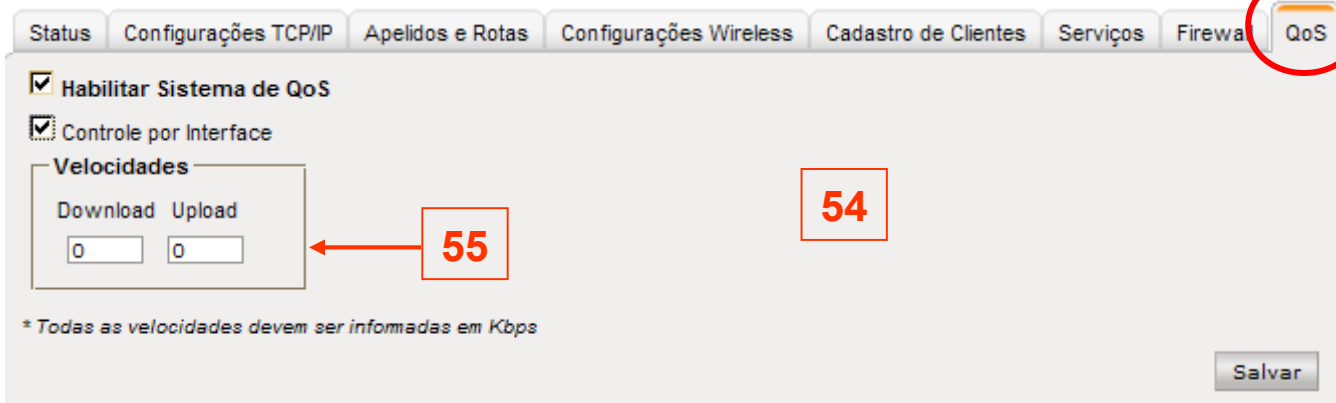 Status Configurações TCP/IP Apelidos e Rotas Configurações Wireless Cadastro de Clientes Serviços Firewall QoS
Habilitar Sistema de QoS
Controle por Interface
Velocidades
Download Upload
0 0
55
54
* Todas as velocidades devem ser informadas em Kbps
Salvar